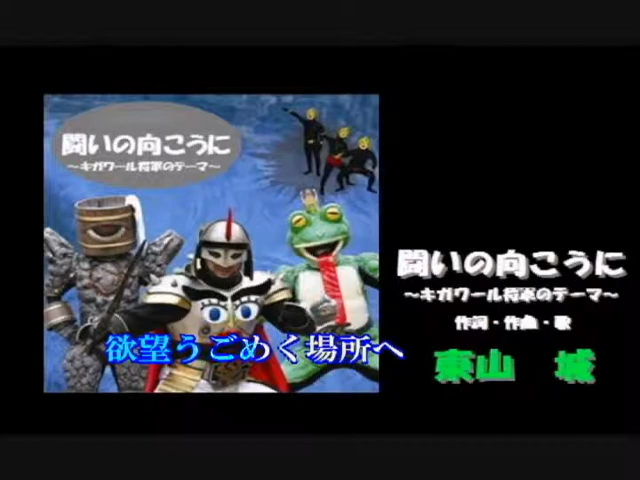 闘いの向こうに
～キガワール将軍のテーマ～
闘いの向こうに
～キガワール将軍のテーマ～
作詞・作曲・歌
東山 城
欲望うごめく場所へ